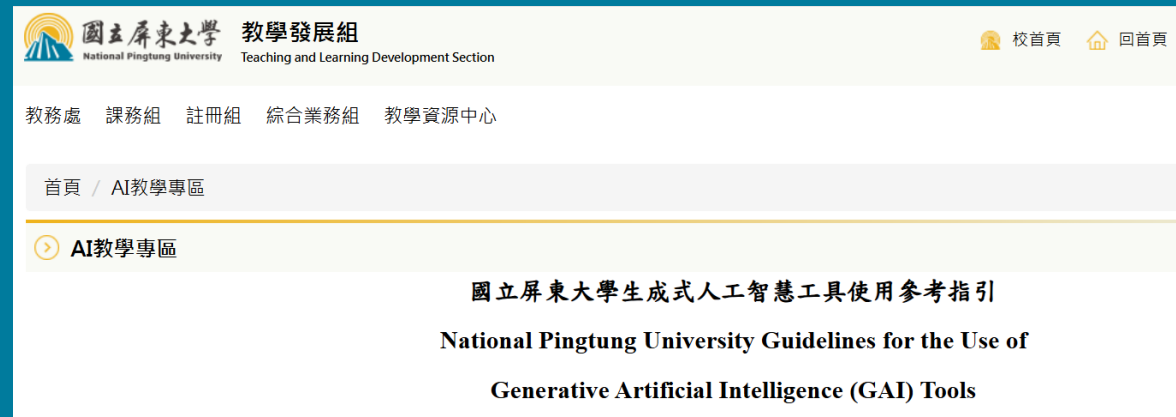 國立屏東大學 教學發展組 校首頁 回首頁
National Pingtung University Teaching and Learning Development Section
教務處 課務組 註冊組 綜合業務組 教學資源中心
首頁 / AI教學專區
AI教學專區
國立屏東大學生成式人工智慧工具使用參考指引
National Pingtung University Guidelines for the Use of
Generative Artificial Intelligence (GAI) Tools